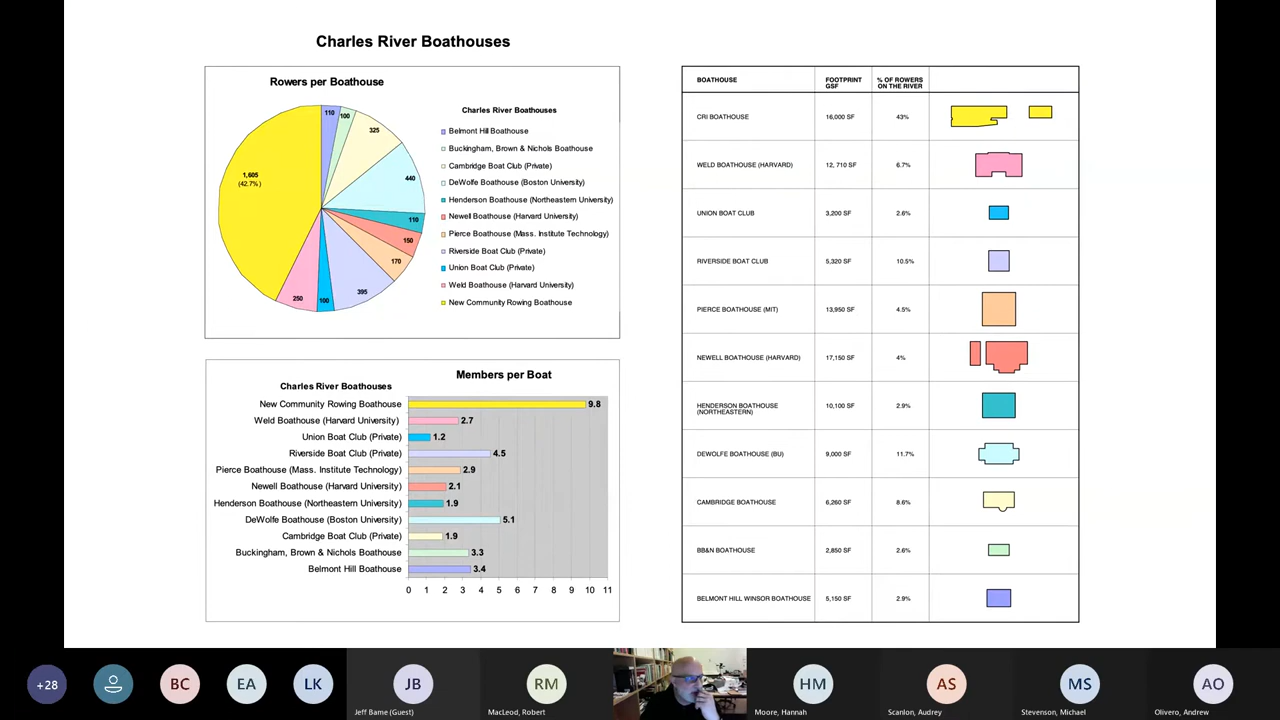 Charles River Boathouses
Rowers per Boathouse
110
100
325
440
110
150
170
395
100
250
1,605
(42.7%)
Charles River Boathouses
Belmont Hill Boathouse
Buckingham, Brown & Nichols Boathouse
Cambridge Boat Club (Private)
DeWolfe Boathouse (Boston University)
Henderson Boathouse (Northeastern University)
Newell Boathouse (Harvard University)
Pierce Boathouse (Mass. Institute Technology)
Riverside Boat Club (Private)
Union Boat Club (Private)
Weld Boathouse (Harvard University)
New Community Rowing Boathouse
Members per Boat
Charles River Boathouses
New Community Rowing Boathouse 9.8
Weld Boathouse (Harvard University) 2.7
Union Boat Club (Private) 1.2
Riverside Boat Club (Private) 4.5
Pierce Boathouse (Mass. Institute Technology) 2.9
Newell Boathouse (Harvard University) 2.1
Henderson Boathouse (Northeastern University) 1.9
DeWolfe Boathouse (Boston University) 5.1
Cambridge Boat Club (Private) 1.9
Buckingham, Brown & Nichols Boathouse 3.3
Belmont Hill Boathouse 3.4
0 1 2 3 4 5 6 7 8 9 10 11
BOATHOUSE FOOTPRINT GSF % OF ROWERS ON THE RIVER
CRI BOATHOUSE 16,000 SF 43%
WELD BOATHOUSE (HARVARD) 12, 710 SF 6.7%
UNION BOAT CLUB 3,200 SF 2.6%
RIVERSIDE BOAT CLUB 5,320 SF 10.5%
PIERCE BOATHOUSE (MIT) 13,950 SF 4.5%
NEWELL BOATHOUSE (HARVARD) 17,150 SF 4%
HENDERSON BOATHOUSE (NORTHEASTERN) 10,100 SF 2.9%
DEWOLFE BOATHOUSE (BU) 9,000 SF 11.7%
CAMBRIDGE BOATHOUSE 6,260 SF 8.6%
BB&N BOATHOUSE 2,850 SF 2.6%
BELMONT HILL WINSOR BOATHOUSE 5,150 SF 2.9%
+28
BC
EA
LK
JB
Jeff Bame (Guest)
RM
MacLeod, Robert
HM
Moore, Hannah
AS
Scanlon, Audrey
MS
Stevenson, Michael
AO
Olivero, Andrew